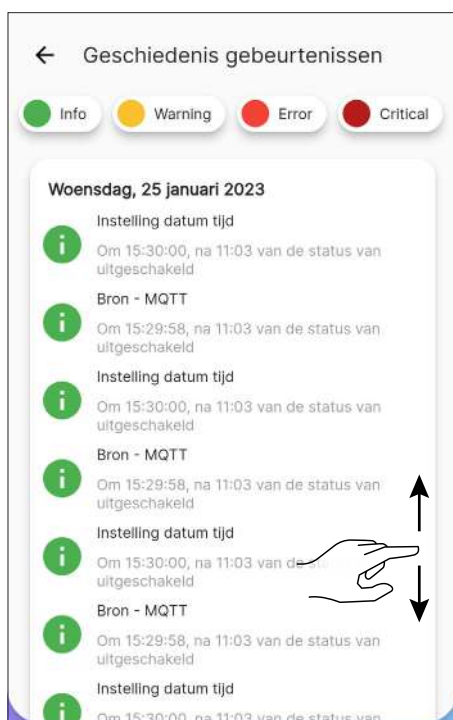 Geschiedenis gebeurtenissen
Info Warning Error Critical
Woensdag, 25 januari 2023
Instelling datum tijd
Om 15:30:00, na 11:03 van de status van
uitgeschakeld
Bron - MQTT
Om 15:29:58, na 11:03 van de status van
uitgeschakeld
Instelling datum tijd
Om 15:30:00, na 11:03 van de status van
uitgeschakeld
Bron - MQTT
Om 15:29:58, na 11:03 van de status van
uitgeschakeld
Instelling datum tijd
Om 15:30:00, na 11:03 van de
uitgeschakeld
Bron - MQTT
Om 15:29:58, na 11:03 van de status van
uitgeschakeld
Instelling datum tijd
Om 15:30:00, na 11:03 van de status van